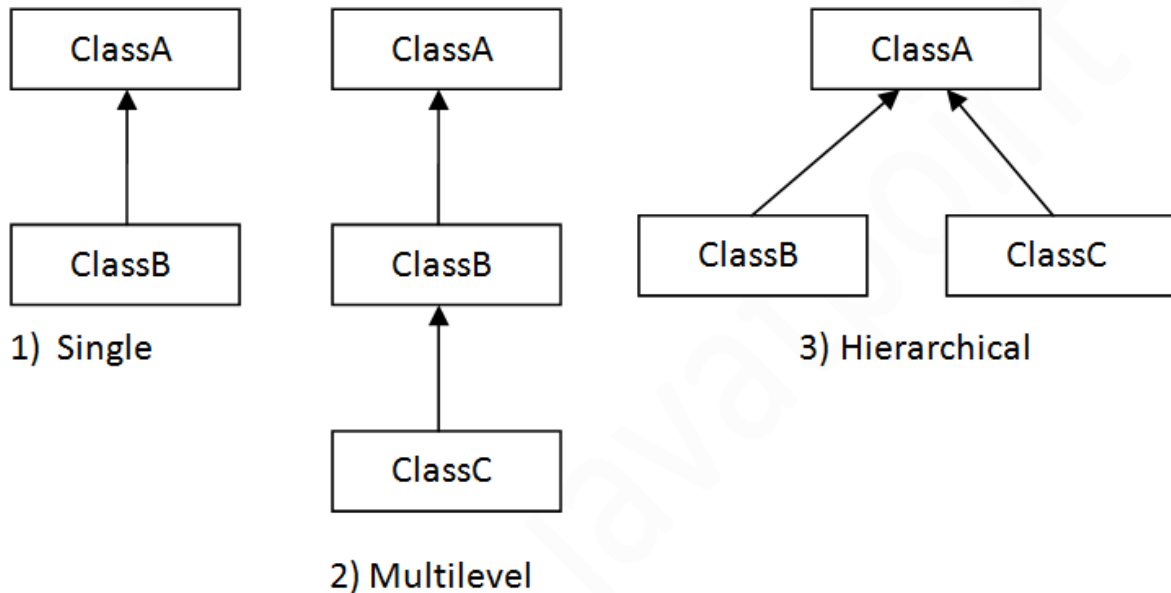 ClassA
ClassB
1) Single
ClassA
ClassB
ClassC
2) Multilevel
ClassA
ClassB
ClassC
3) Hierarchical